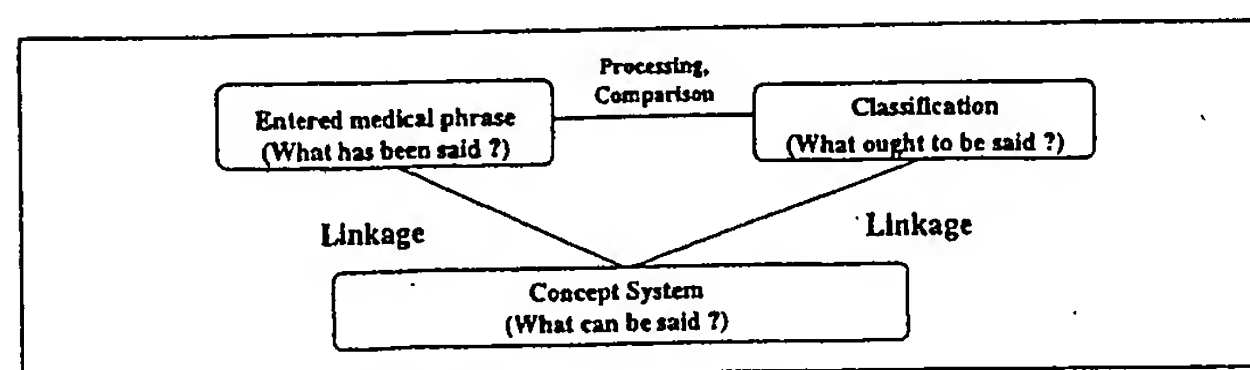 Processing,
Comparison
Entered medical phrase
(What has been said ?)
Classification
(What ought to be said ?)
Linkage
Linkage
Concept System
(What can be said ?)